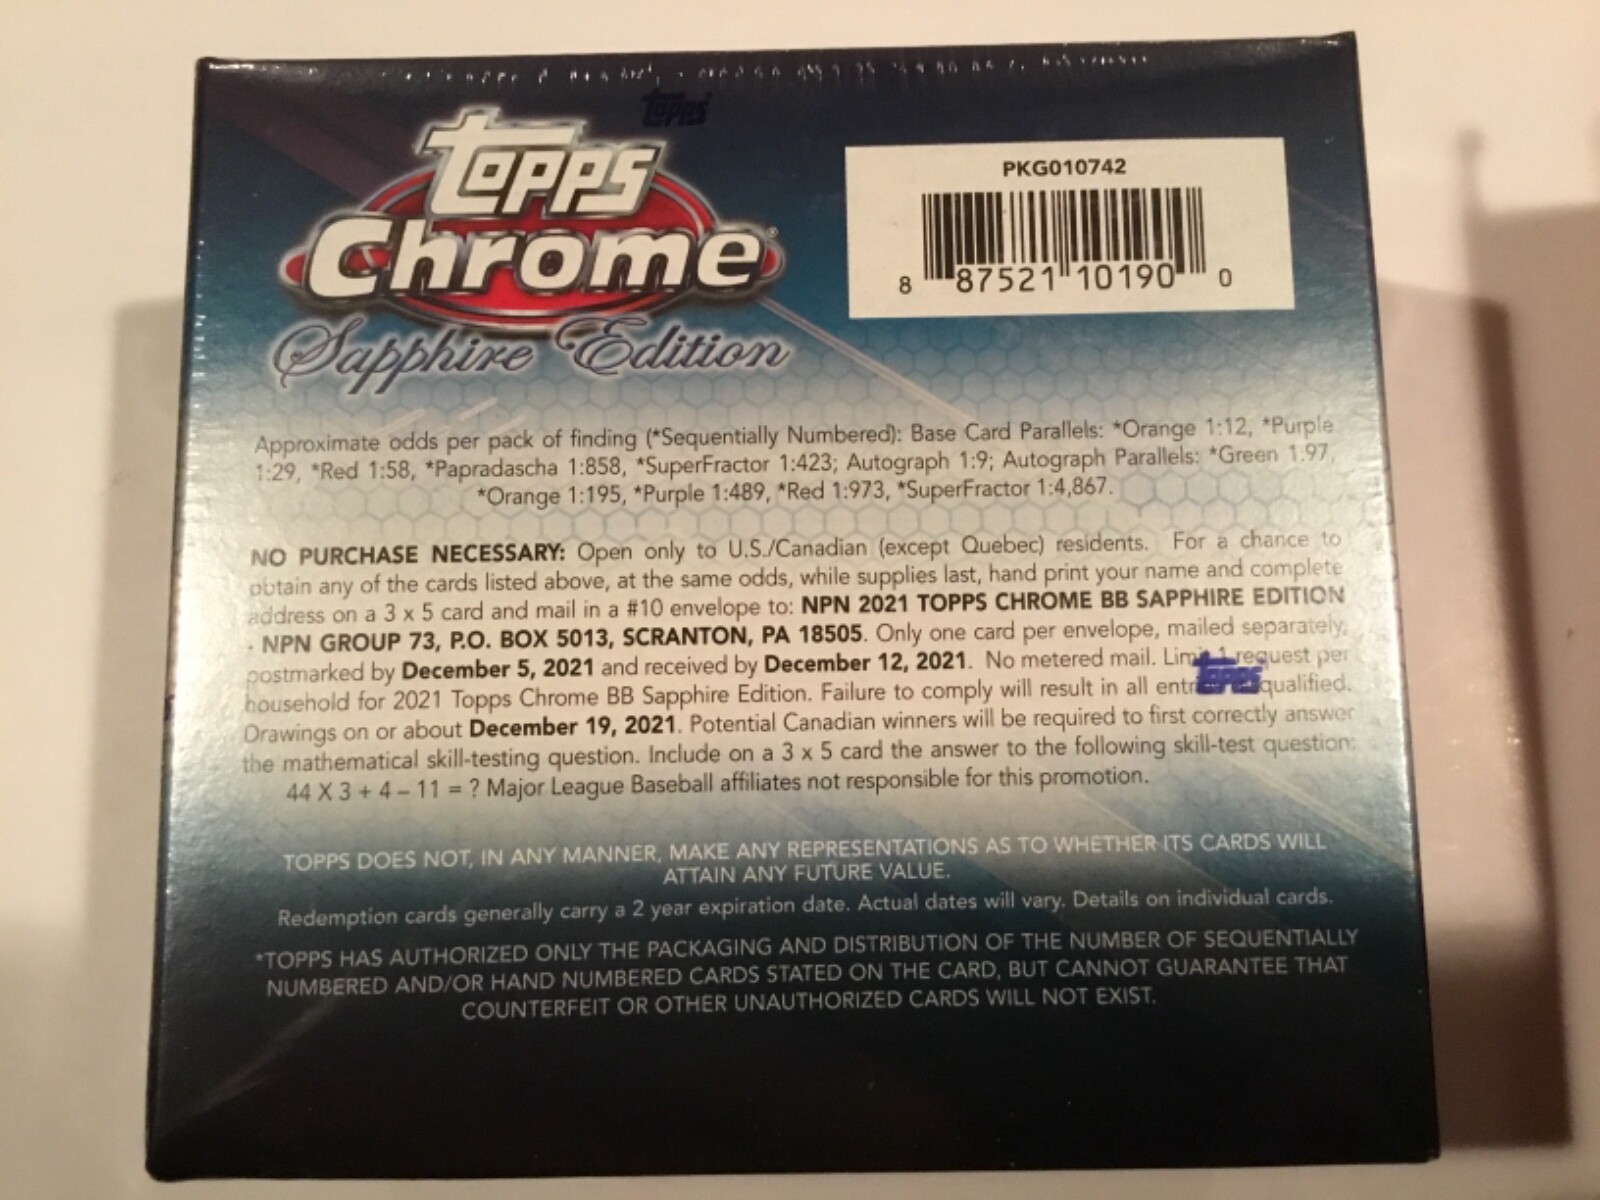 topps
topps
Chrome
Sapphire Edition
PKG010742
8 87521 10190 0
Approximate odds per pack of finding (*Sequentially Numbered): Base Card Parallels: *Orange 1:12, *Purple
1:29, *Red 1:58, *Papradascha 1:858, *SuperFractor 1:423; Autograph 1:9; Autograph Parallels: *Green 1:97,
*Orange 1:195, *Purple 1:489, *Red 1:973, *SuperFractor 1:4,867.
NO PURCHASE NECESSARY: Open only to U.S./Canadian (except Quebec) residents. For a chance to
obtain any of the cards listed above, at the same odds, while supplies last, hand print your name and complete
address on a 3 x 5 card and mail in a #10 envelope to: NPN 2021 TOPPS CHROME BB SAPPHIRE EDITION
- NPN GROUP 73, P.O. BOX 5013, SCRANTON, PA 18505. Only one card per envelope, mailed separately,
postmarked by December 5, 2021 and received by December 12, 2021. No metered mail. Limit 1 request per
household for 2021 Topps Chrome BB Sapphire Edition. Failure to comply will result in all topps
Drawings on or about December 19, 2021. Potential Canadian winners will be required to first correctly answer
the mathematical skill-testing question. Include on a 3 x 5 card the answer to the following skill-test question:
44 X 3 + 4 – 11 = ? Major League Baseball affiliates not responsible for this promotion.
TOPPS DOES NOT, IN ANY MANNER, MAKE ANY REPRESENTATIONS AS TO WHETHER ITS CARDS WILL
ATTAIN ANY FUTURE VALUE.
Redemption cards generally carry a 2 year expiration date. Actual dates will vary. Details on individual cards.
*TOPPS HAS AUTHORIZED ONLY THE PACKAGING AND DISTRIBUTION OF THE NUMBER OF SEQUENTIALLY
NUMBERED AND/OR HAND NUMBERED CARDS STATED ON THE CARD, BUT CANNOT GUARANTEE THAT
COUNTERFEIT OR OTHER UNAUTHORIZED CARDS WILL NOT EXIST.